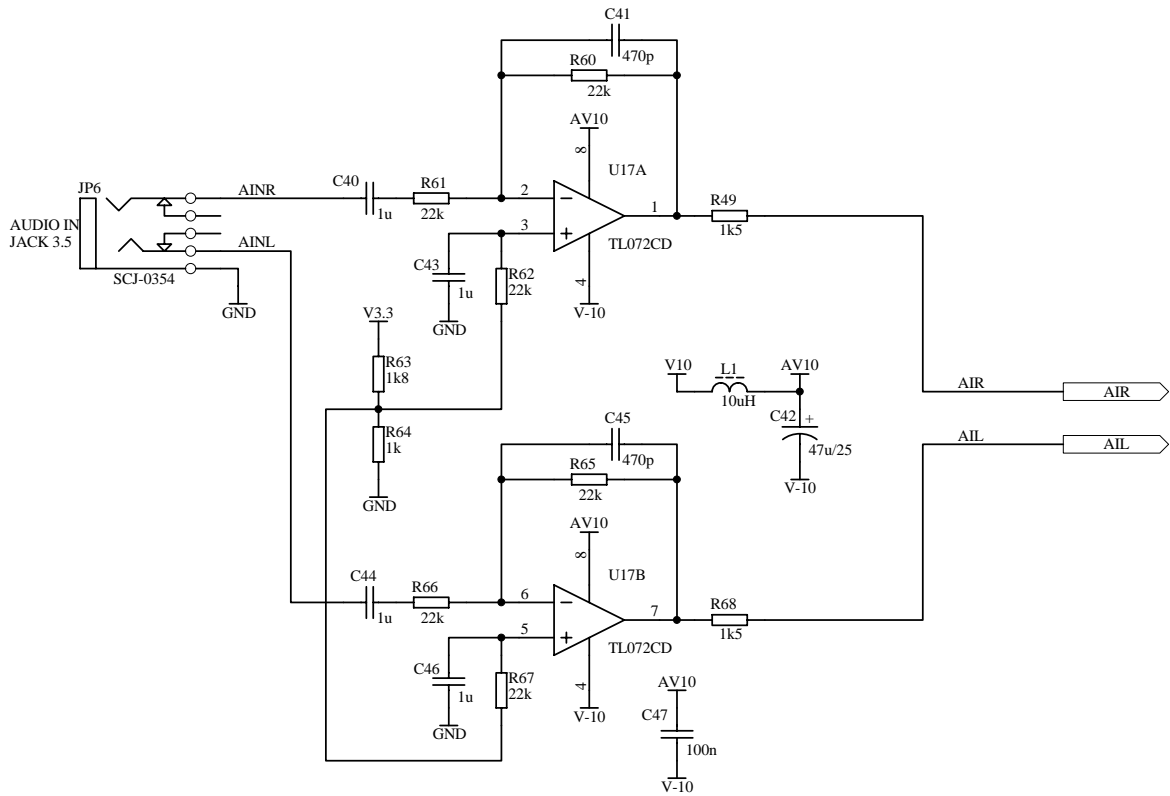 C41
470p
R60
22k
AV10
8
U17A
JP6
AINR
C40
1u
R61
22k
2
3
1
R49
1k5
AUDIO IN
JACK 3.5
AINL
SCJ-0354
GND
C43
1u
GND
R62
22k
TL072CD
4
V-10
V3.3
R63
1k8
R64
1k
GND
V10
L1
10uH
AV10
C42
+
47u/25
V-10
AIR
AIR
AIL
AIL
C45
470p
R65
22k
AV10
8
U17B
C44
1u
R66
22k
6
5
7
R68
1k5
TL072CD
C46
1u
GND
R67
22k
4
V-10
AV10
C47
100n
V-10